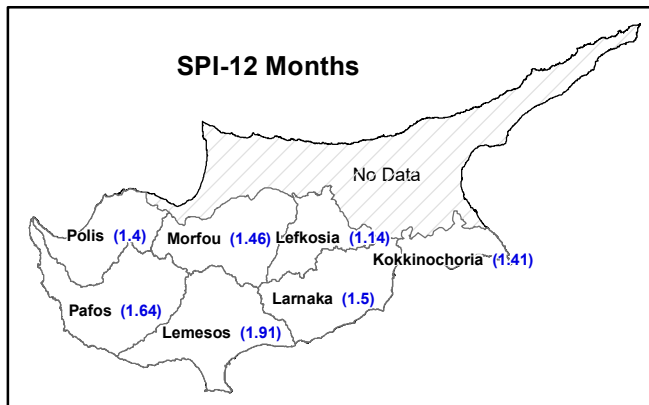 SPI-12 Months
No Data
Polis (1.4)
Morfou (1.46)
Lefkosia (1.14)
Kokkinochoria (1.41)
Pafos (1.64)
Larnaka (1.5)
Lemesos (1.91)